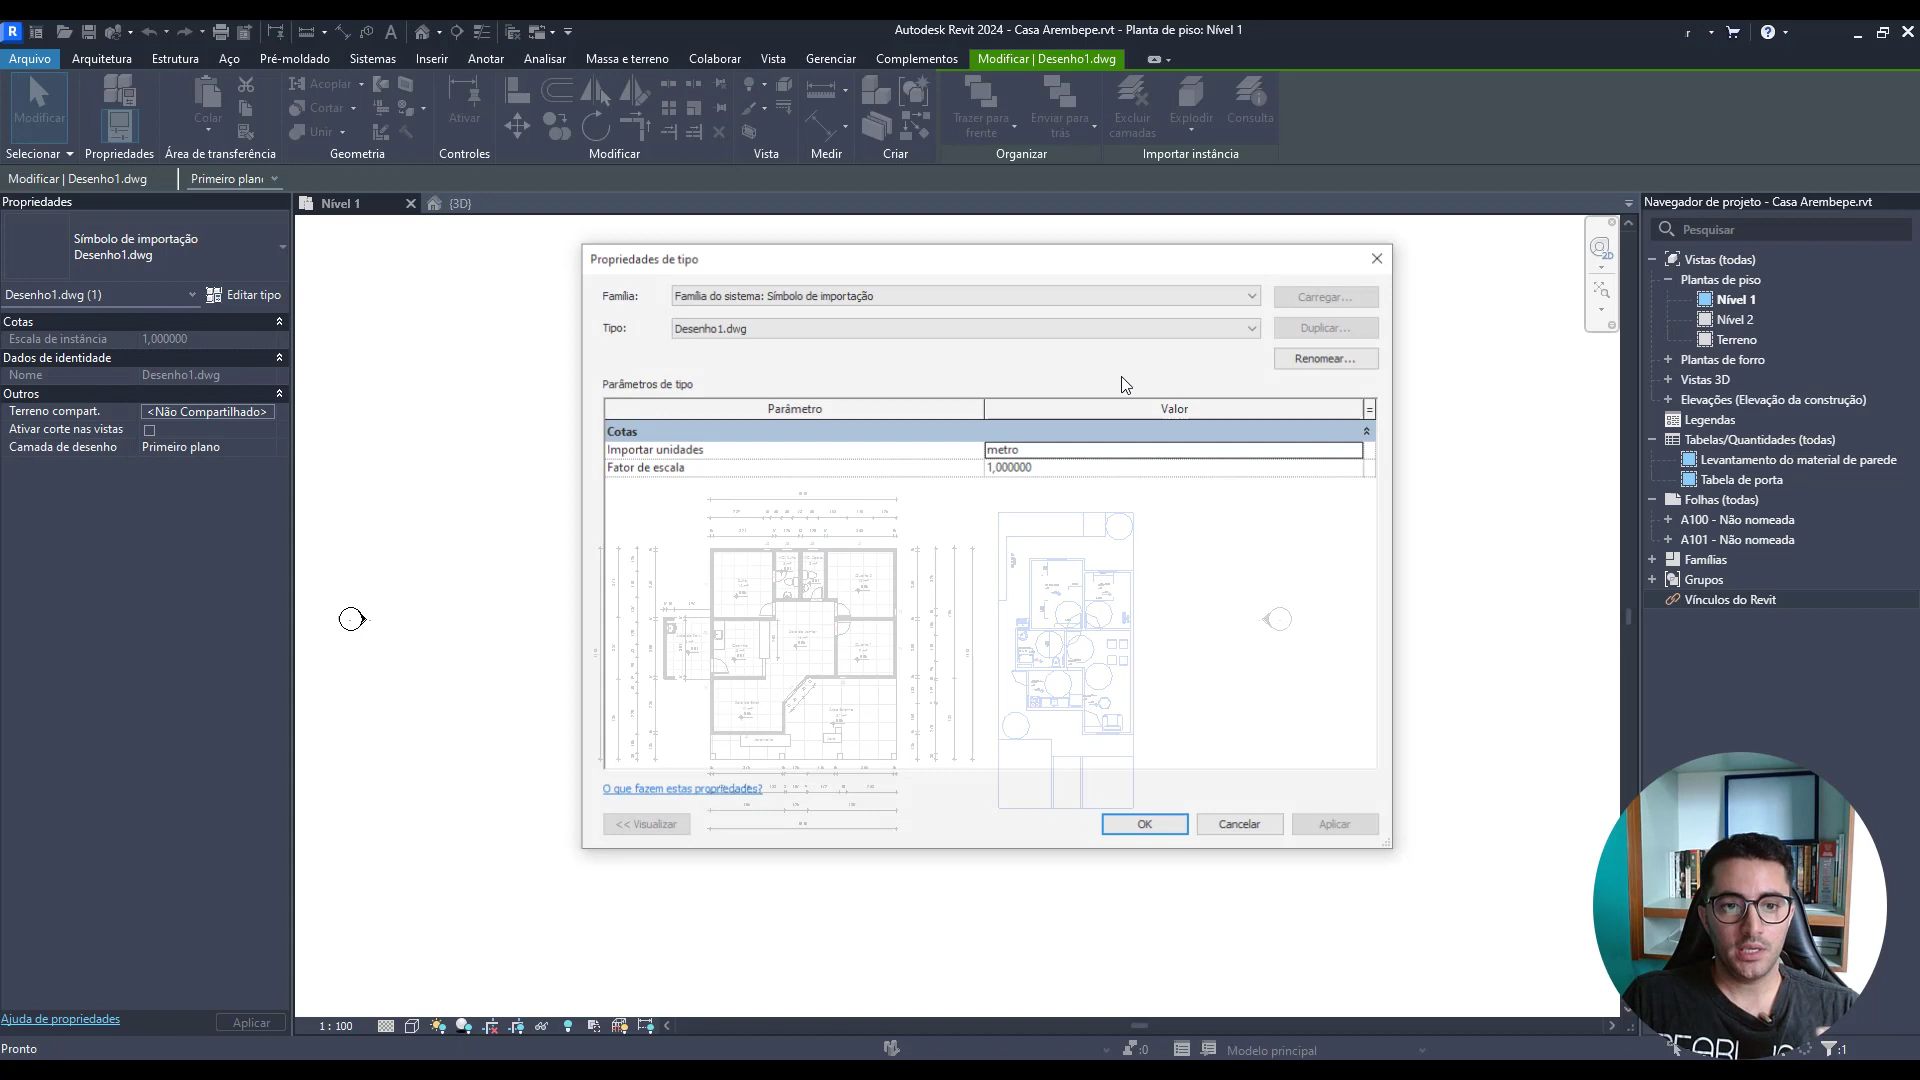 Autodesk Revit 2024 - Casa Arembepe.rvt - Planta de piso: Nível 1
Arquivo Arquitetura Estrutura Aço Pré-moldado Sistemas Inserir Anotar Analisar Massa e terreno Colaborar Vista Gerenciar Complementos Modificar | Desenho1.dwg
Modificar
Colar
Acoplar
Cortar
Unir
Ativar
Trazer para frente
Enviar para trás
Excluir camadas
Explodir
Consulta
Selecionar Propriedades Área de transferência Geometria Controles Modificar Vista Medir Criar Organizar Importar instância
Modificar | Desenho1.dwg Primeiro plan
Propriedades
Símbolo de importação
Desenho1.dwg
Desenho1.dwg (1) Editar tipo
Cotas
Escala de instância 1,000000
Dados de identidade
Nome Desenho1.dwg
Outros
Terreno compart. <Não Compartilhado>
Ativar corte nas vistas
Camada de desenho Primeiro plano
Ajuda de propriedades Aplicar
Pronto
Nível 1 {3D}
Propriedades de tipo
Família: Família do sistema: Símbolo de importação Carregar...
Tipo: Desenho1.dwg Duplicar...
Renomear...
Parâmetros de tipo
Parâmetro Valor =
Cotas
Importar unidades metro
Fator de escala 1,000000
O que fazem estas propriedades?
<< Visualizar OK Cancelar Aplicar
1 : 100
:0 Modelo principal :1
Navegador de projeto - Casa Arembepe.rvt
Pesquisar
Vistas (todas)
Plantas de piso
Nível 1
Nível 2
Terreno
Plantas de forro
Vistas 3D
Elevações (Elevação da construção)
Legendas
Tabelas/Quantidades (todas)
Levantamento do material de parede
Tabela de porta
Folhas (todas)
A100 - Não nomeada
A101 - Não nomeada
Famílias
Grupos
Vínculos do Revit